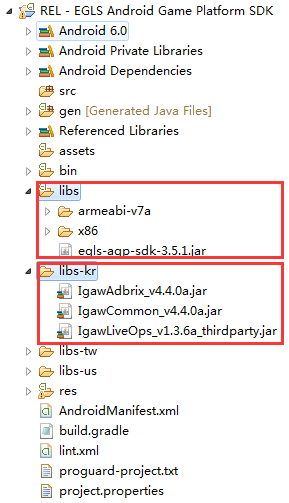 REL - EGLS Android Game Platform SDK
Android 6.0
Android Private Libraries
Android Dependencies
src
gen [Generated Java Files]
Referenced Libraries
assets
bin
libs
armeabi-v7a
x86
egls-agp-sdk-3.5.1.jar
libs-kr
IgawAdbrix_v4.4.0a.jar
IgawCommon_v4.4.0a.jar
IgawLiveOps_v1.3.6a_thirdparty.jar
libs-tw
libs-us
res
AndroidManifest.xml
build.gradle
lint.xml
proguard-project.txt
project.properties